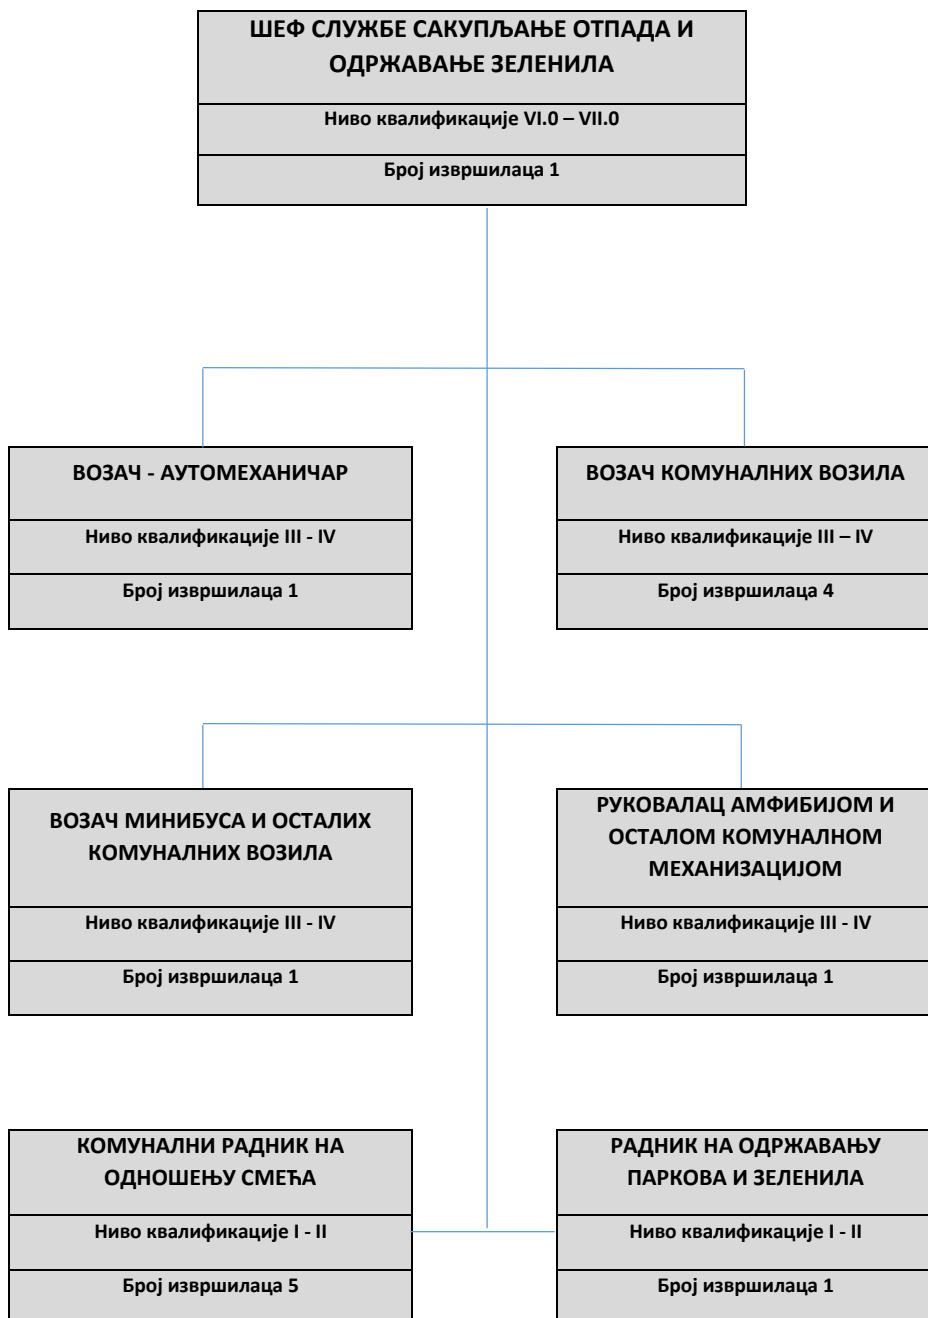 ШЕФ СЛУЖБЕ САКУПЉАЊЕ ОТПАДА И
ОДРЖАВАЊЕ ЗЕЛЕНИЛА
Ниво квалификације VI.0 – VII.0
Број извршилаца 1
ВОЗАЧ - АУТОМЕХАНИЧАР
Ниво квалификације III - IV
Број извршилаца 1
ВОЗАЧ КОМУНАЛНИХ ВОЗИЛА
Ниво квалификације III – IV
Број извршилаца 4
ВОЗАЧ МИНИБУСА И ОСТАЛИХ
КОМУНАЛНИХ ВОЗИЛА
Ниво квалификације III - IV
Број извршилаца 1
РУКОВАЛАЦ АМФИБИЈОМ И
ОСТАЛОМ КОМУНАЛНОМ
МЕХАНИЗАЦИЈОМ
Ниво квалификације III - IV
Број извршилаца 1
КОМУНАЛНИ РАДНИК НА
ОДНОШЕЊУ СМЕЋА
Ниво квалификације I - II
Број извршилаца 5
РАДНИК НА ОДРЖАВАЊУ
ПАРКОВА И ЗЕЛЕНИЛА
Ниво квалификације I - II
Број извршилаца 1